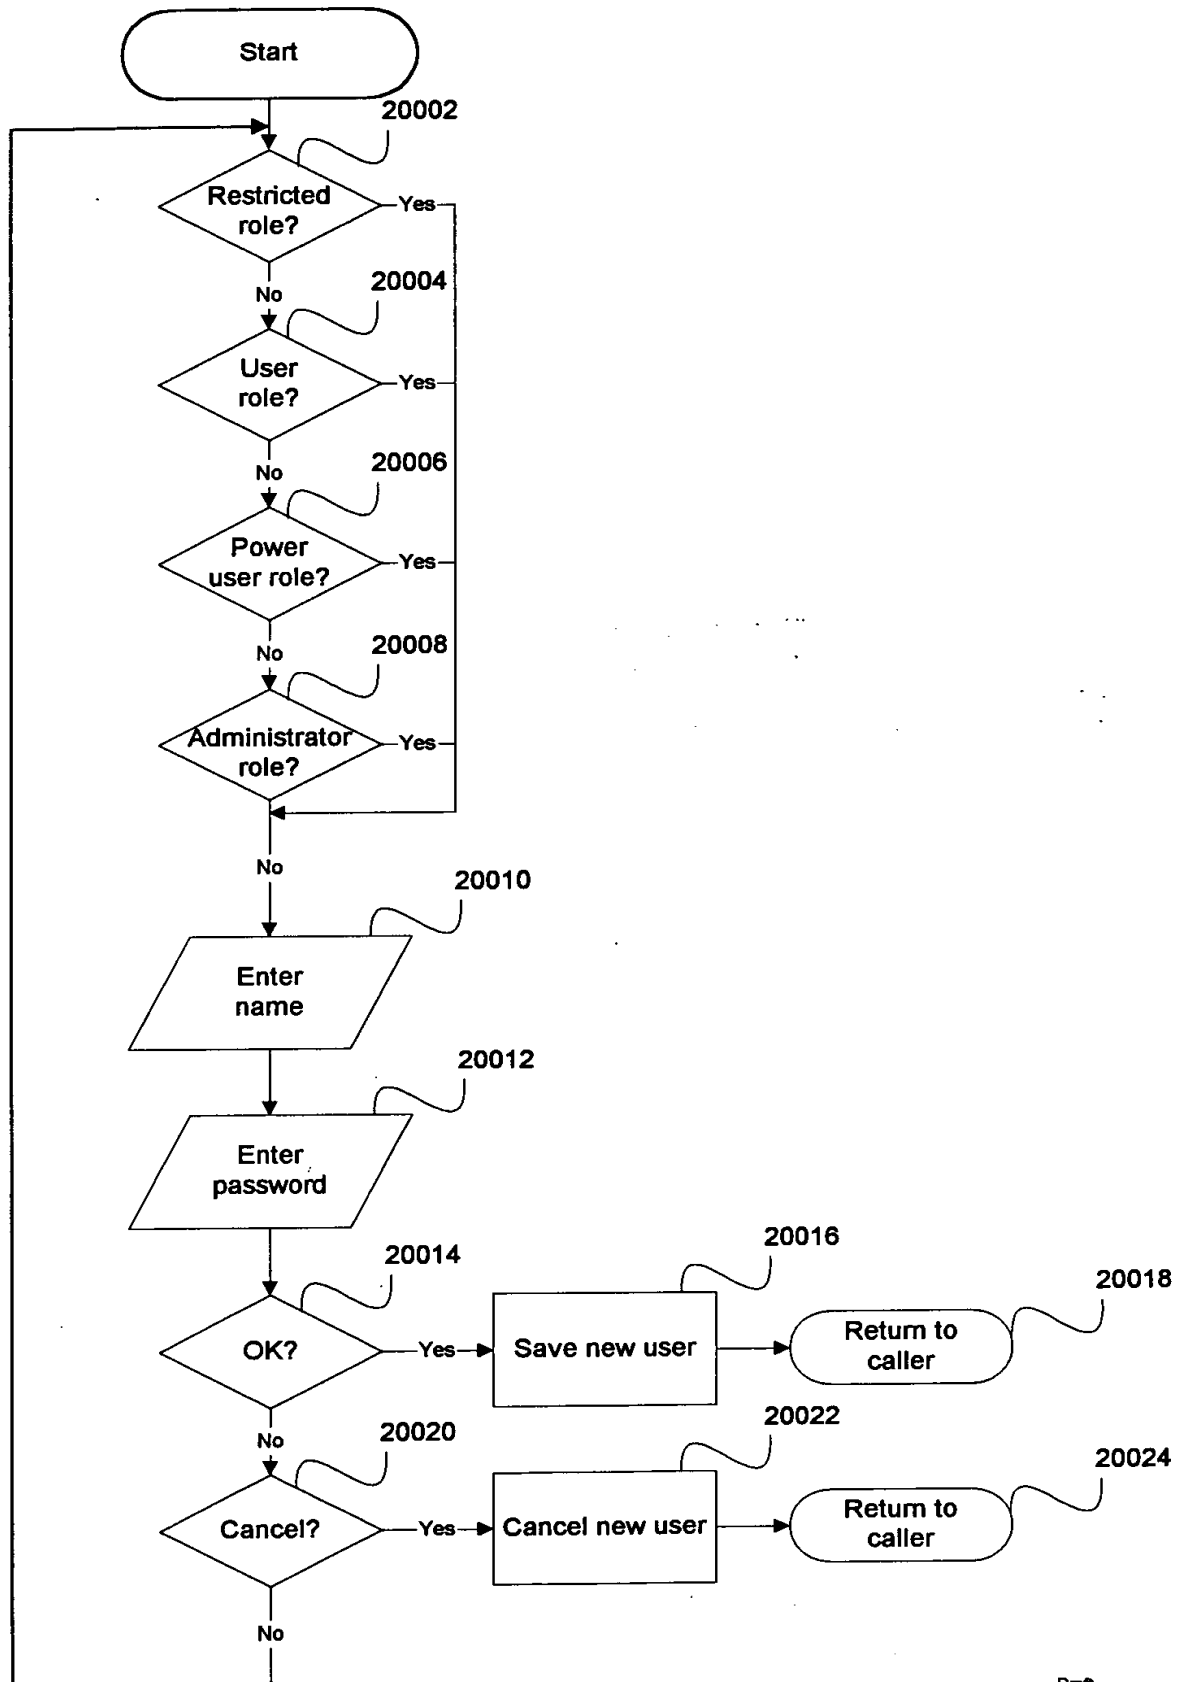 Start
20002
Restricted
role?
Yes
No
20004
User
role?
Yes
No
20006
Power
user role?
Yes
No
20008
Administrator
role?
Yes
No
20010
Enter
name
20012
Enter
password
20014
OK?
Yes
20016
Save new user
20018
Return to
caller
No
20020
Cancel?
Yes
20022
Cancel new user
20024
Return to
caller
No